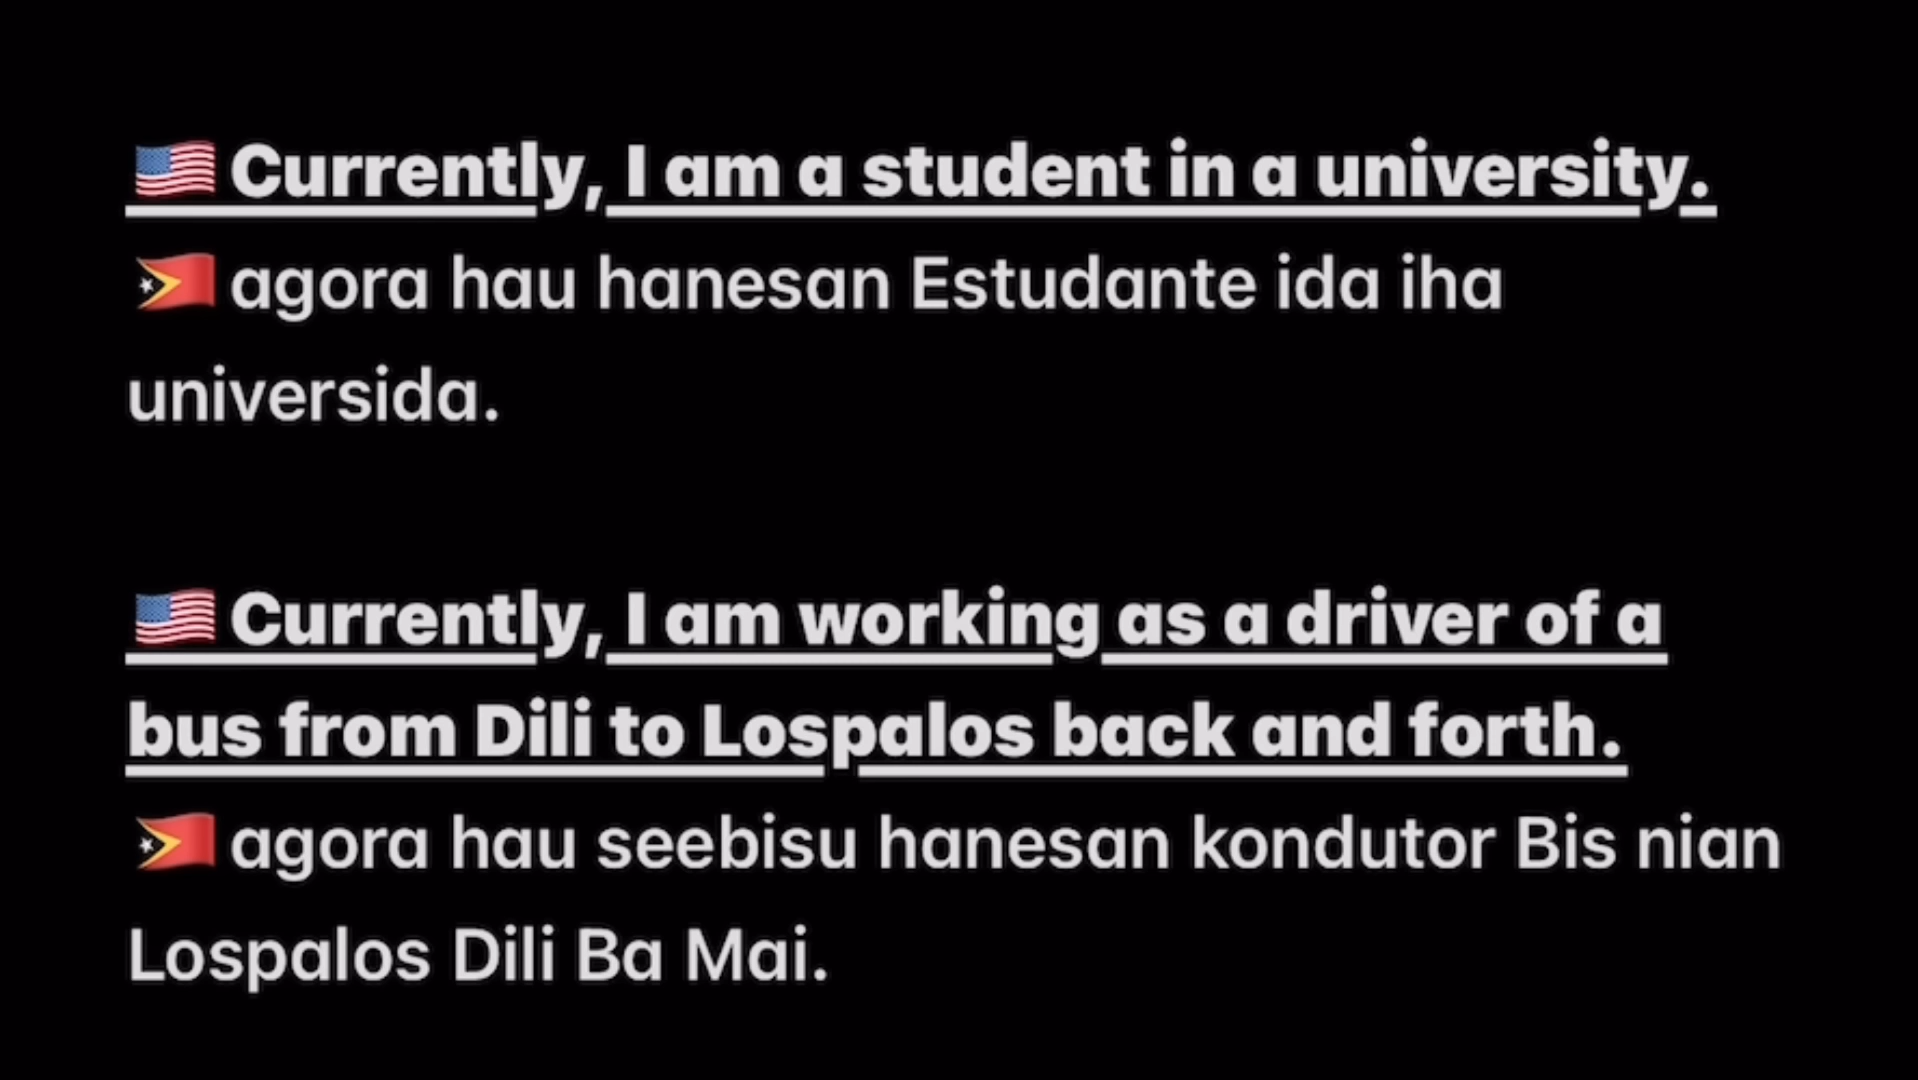 🇺🇸 Currently, I am a student in a university.
🇹🇱 agora hau hanesan Estudante ida iha
universida.
🇺🇸 Currently, I am working as a driver of a
bus from Dili to Lospalos back and forth.
🇹🇱 agora hau seebisu hanesan kondutor Bis nian
Lospalos Dili Ba Mai.